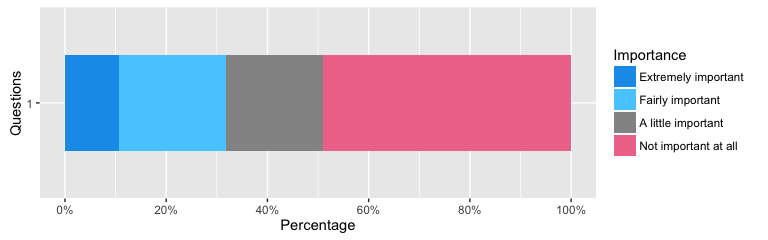 Questions
1
0%
20%
40%
60%
80%
100%
Percentage
Importance
Extremely important
Fairly important
A little important
Not important at all